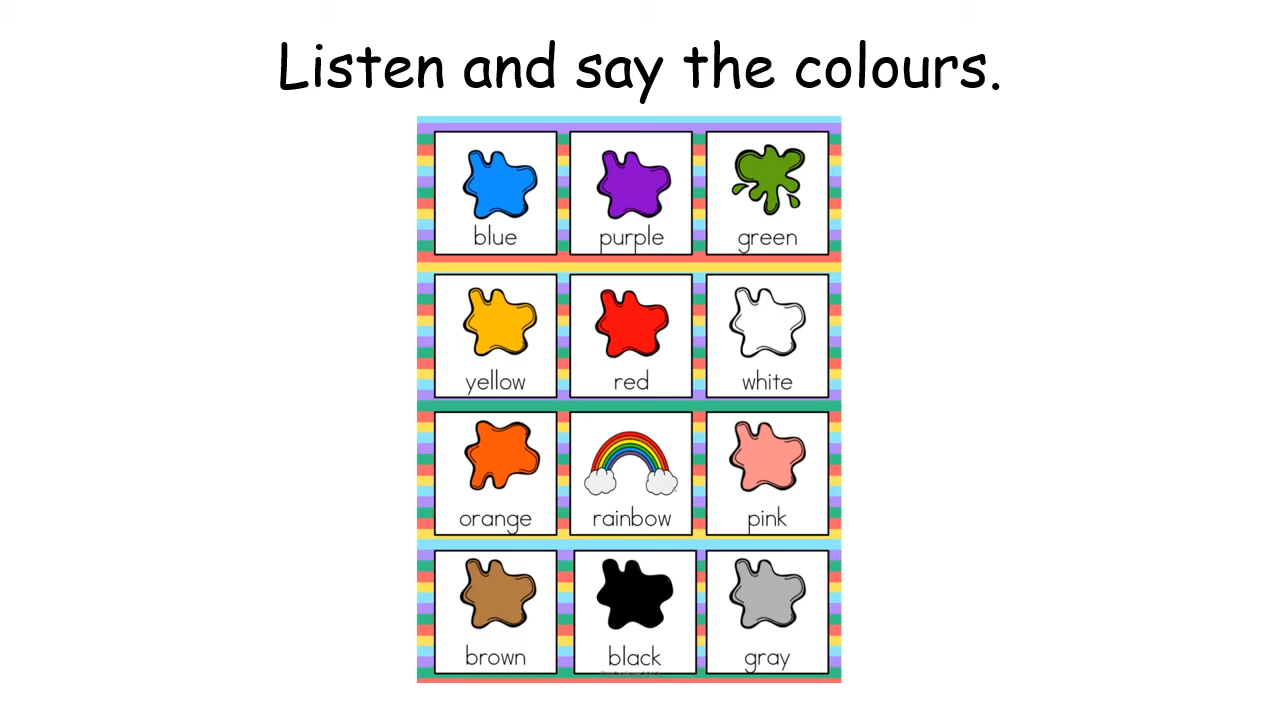 Listen and say the colours.
blue purple green
yellow red white
orange rainbow pink
brown black gray